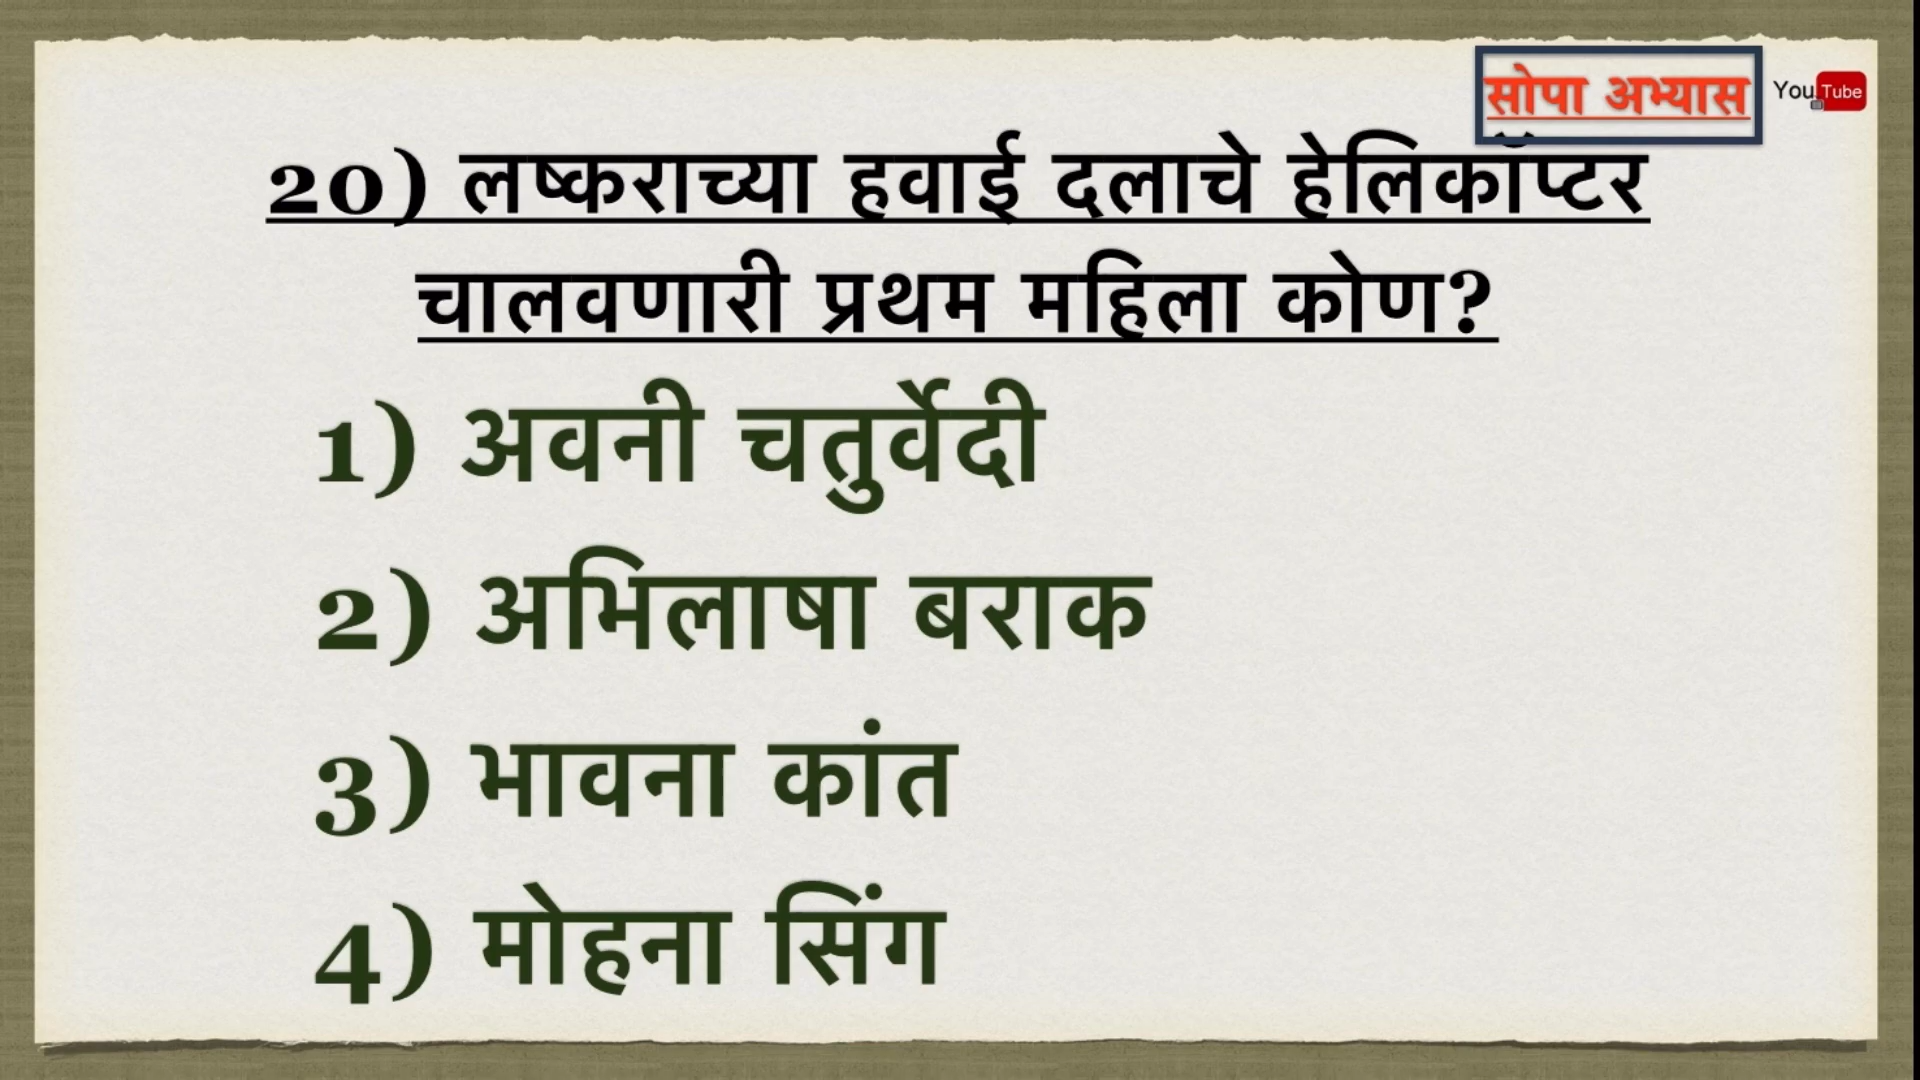 सोपा अभ्यास
YouTube
20) लष्कराच्या हवाई दलाचे हेलिकॉप्टर
चालवणारी प्रथम महिला कोण?
1) अवनी चतुर्वेदी
2) अभिलाषा बराक
3) भावना कांत
4) मोहना सिंग